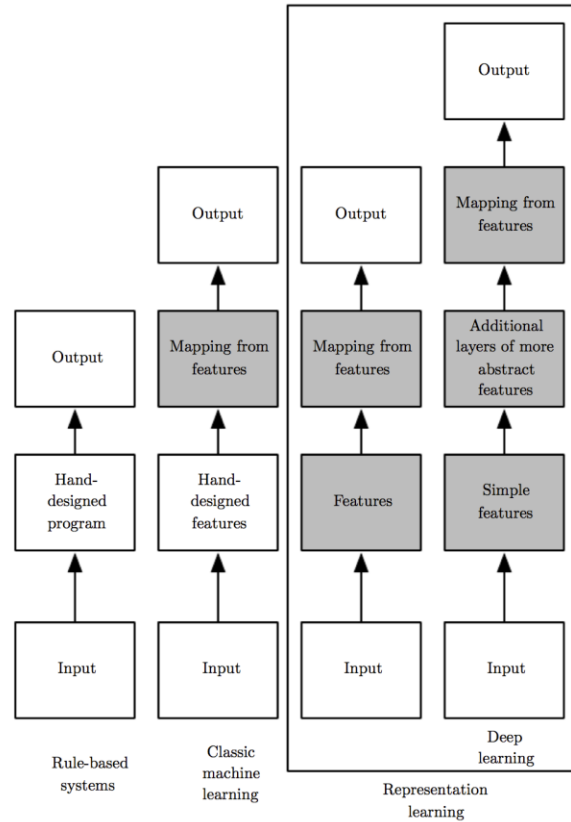 Output
Output
Output
Mapping from
features
Output
Mapping from
features
Mapping from
features
Additional
layers of more
abstract
features
Hand-
designed
program
Hand-
designed
features
Features
Simple
features
Input
Input
Input
Input
Rule-based
systems
Classic
machine
learning
Deep
learning
Representation
learning